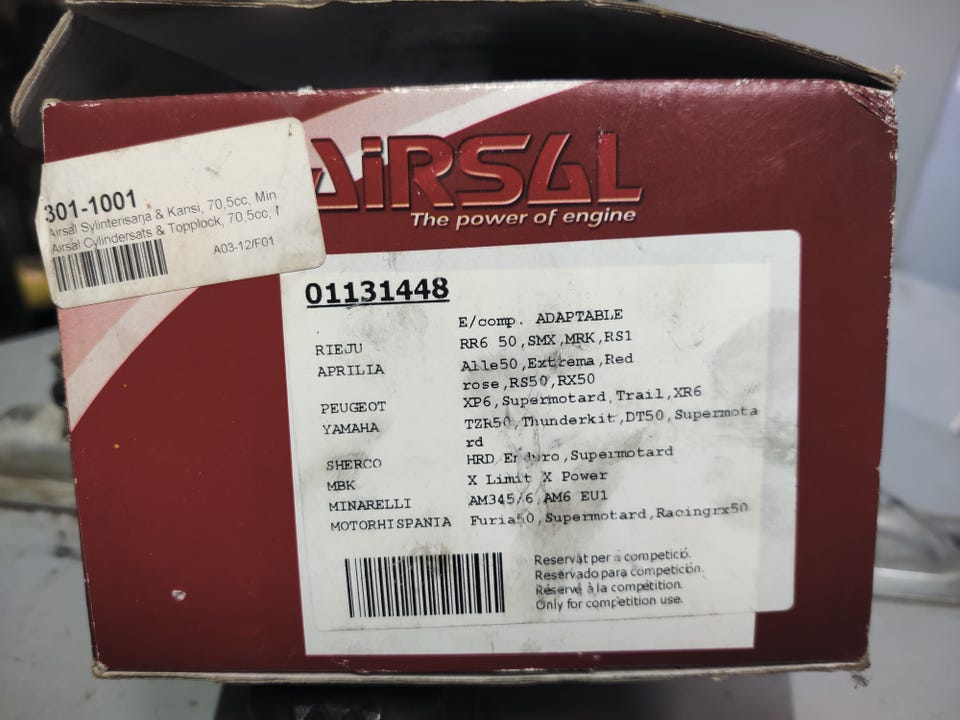 AIRSAL
The power of engine
301-1001
Airsal Sylinterisarja & Kansi, 70,5cc, Min
Airsal Cylindersats & Topplock, 70,5cc,
A03-12/F01
01131448
E/comp. ADAPTABLE
RIEJU RR6 50,SMX,MRK,RS1
APRILIA Alle50,Extrema,Red
rose,RS50,RX50
PEUGEOT XP6,Supermotard,Trail,XR6
YAMAHA TZR50,Thunderkit,DT50,Supermota
rd
SHERCO HRD Enduro,Supermotard
MBK X Limit X Power
MINARELLI AM345/6,AM6 EU1
MOTORHISPANIA Furia50,Supermotard,Racingrx50
Reservat per a competició.
Reservado para competición.
Réservé à la compétition.
Only for competition use.